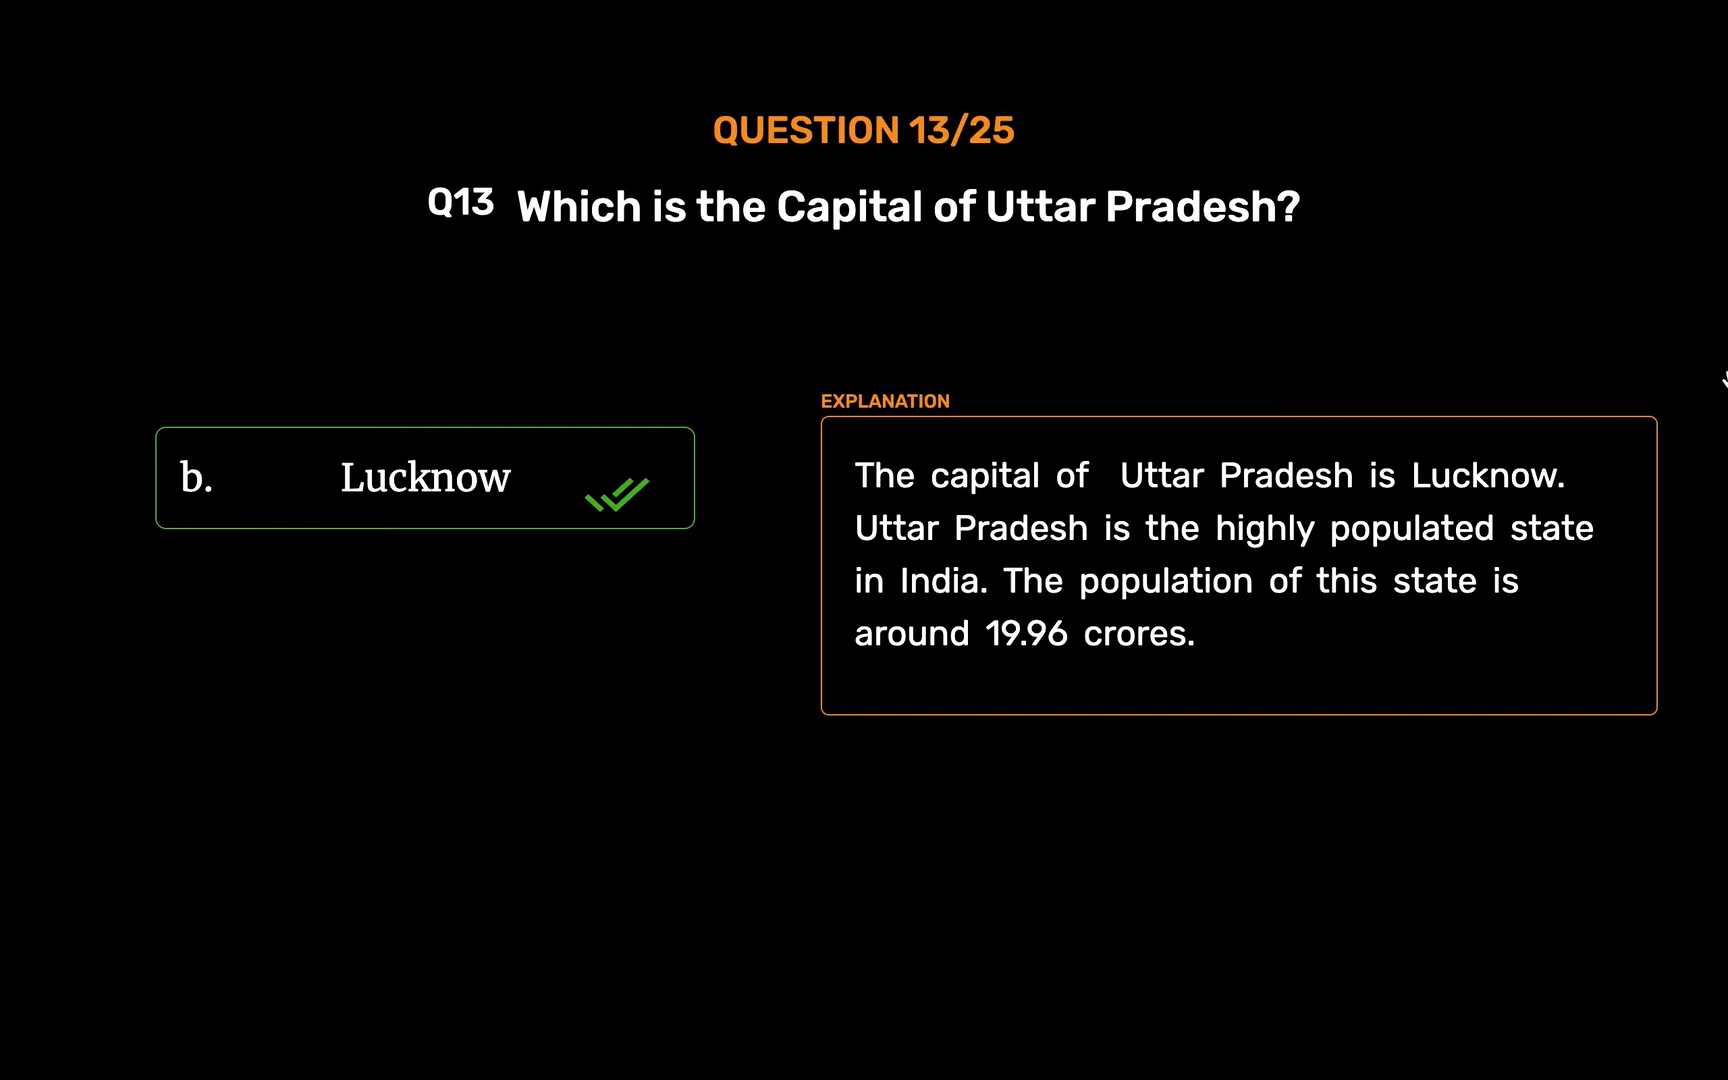 QUESTION 13/25
Q13 Which is the Capital of Uttar Pradesh?
b. Lucknow
EXPLANATION
The capital of Uttar Pradesh is Lucknow.
Uttar Pradesh is the highly populated state
in India. The population of this state is
around 19.96 crores.